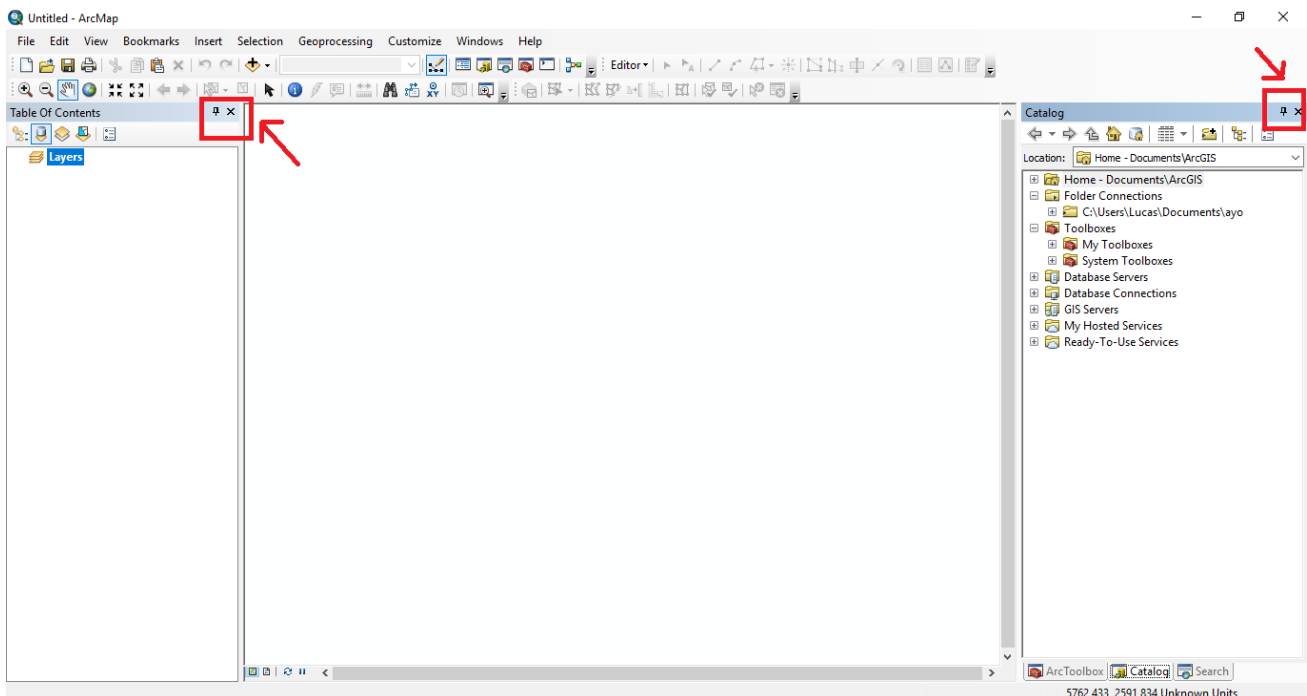 Untitled - ArcMap
File Edit View Bookmarks Insert Selection Geoprocessing Customize Windows Help
Editor
Table Of Contents
Layers
Catalog
Location: Home - Documents\ArcGIS
Home - Documents\ArcGIS
Folder Connections
C:\Users\Lucas\Documents\ayo
Toolboxes
My Toolboxes
System Toolboxes
Database Servers
Database Connections
GIS Servers
My Hosted Services
Ready-To-Use Services
ArcToolbox Catalog Search
5762,433 2591,834 Unknown Units